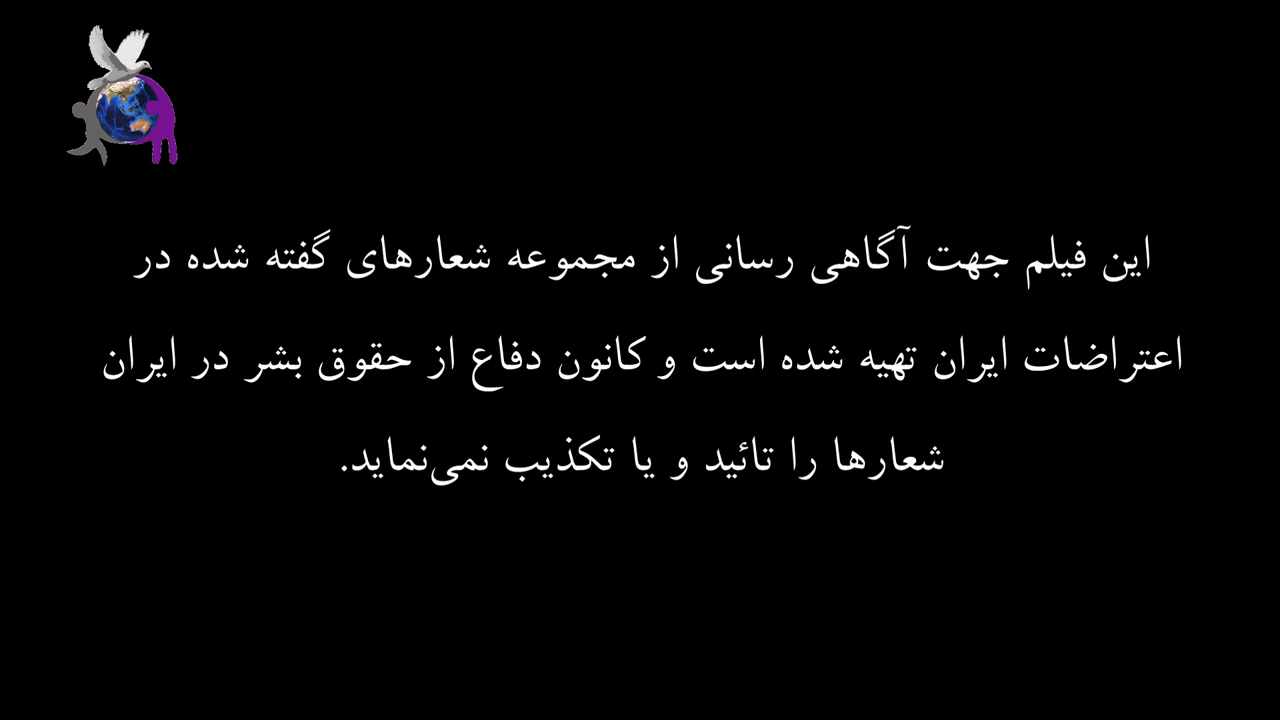 این فیلم جهت آگاهی رسانی از مجموعه شعارهای گفته شده در
اعتراضات ایران تهیه شده است و کانون دفاع از حقوق بشر در ایران
شعارها را تائید و یا تکذیب نمی‌نماید.